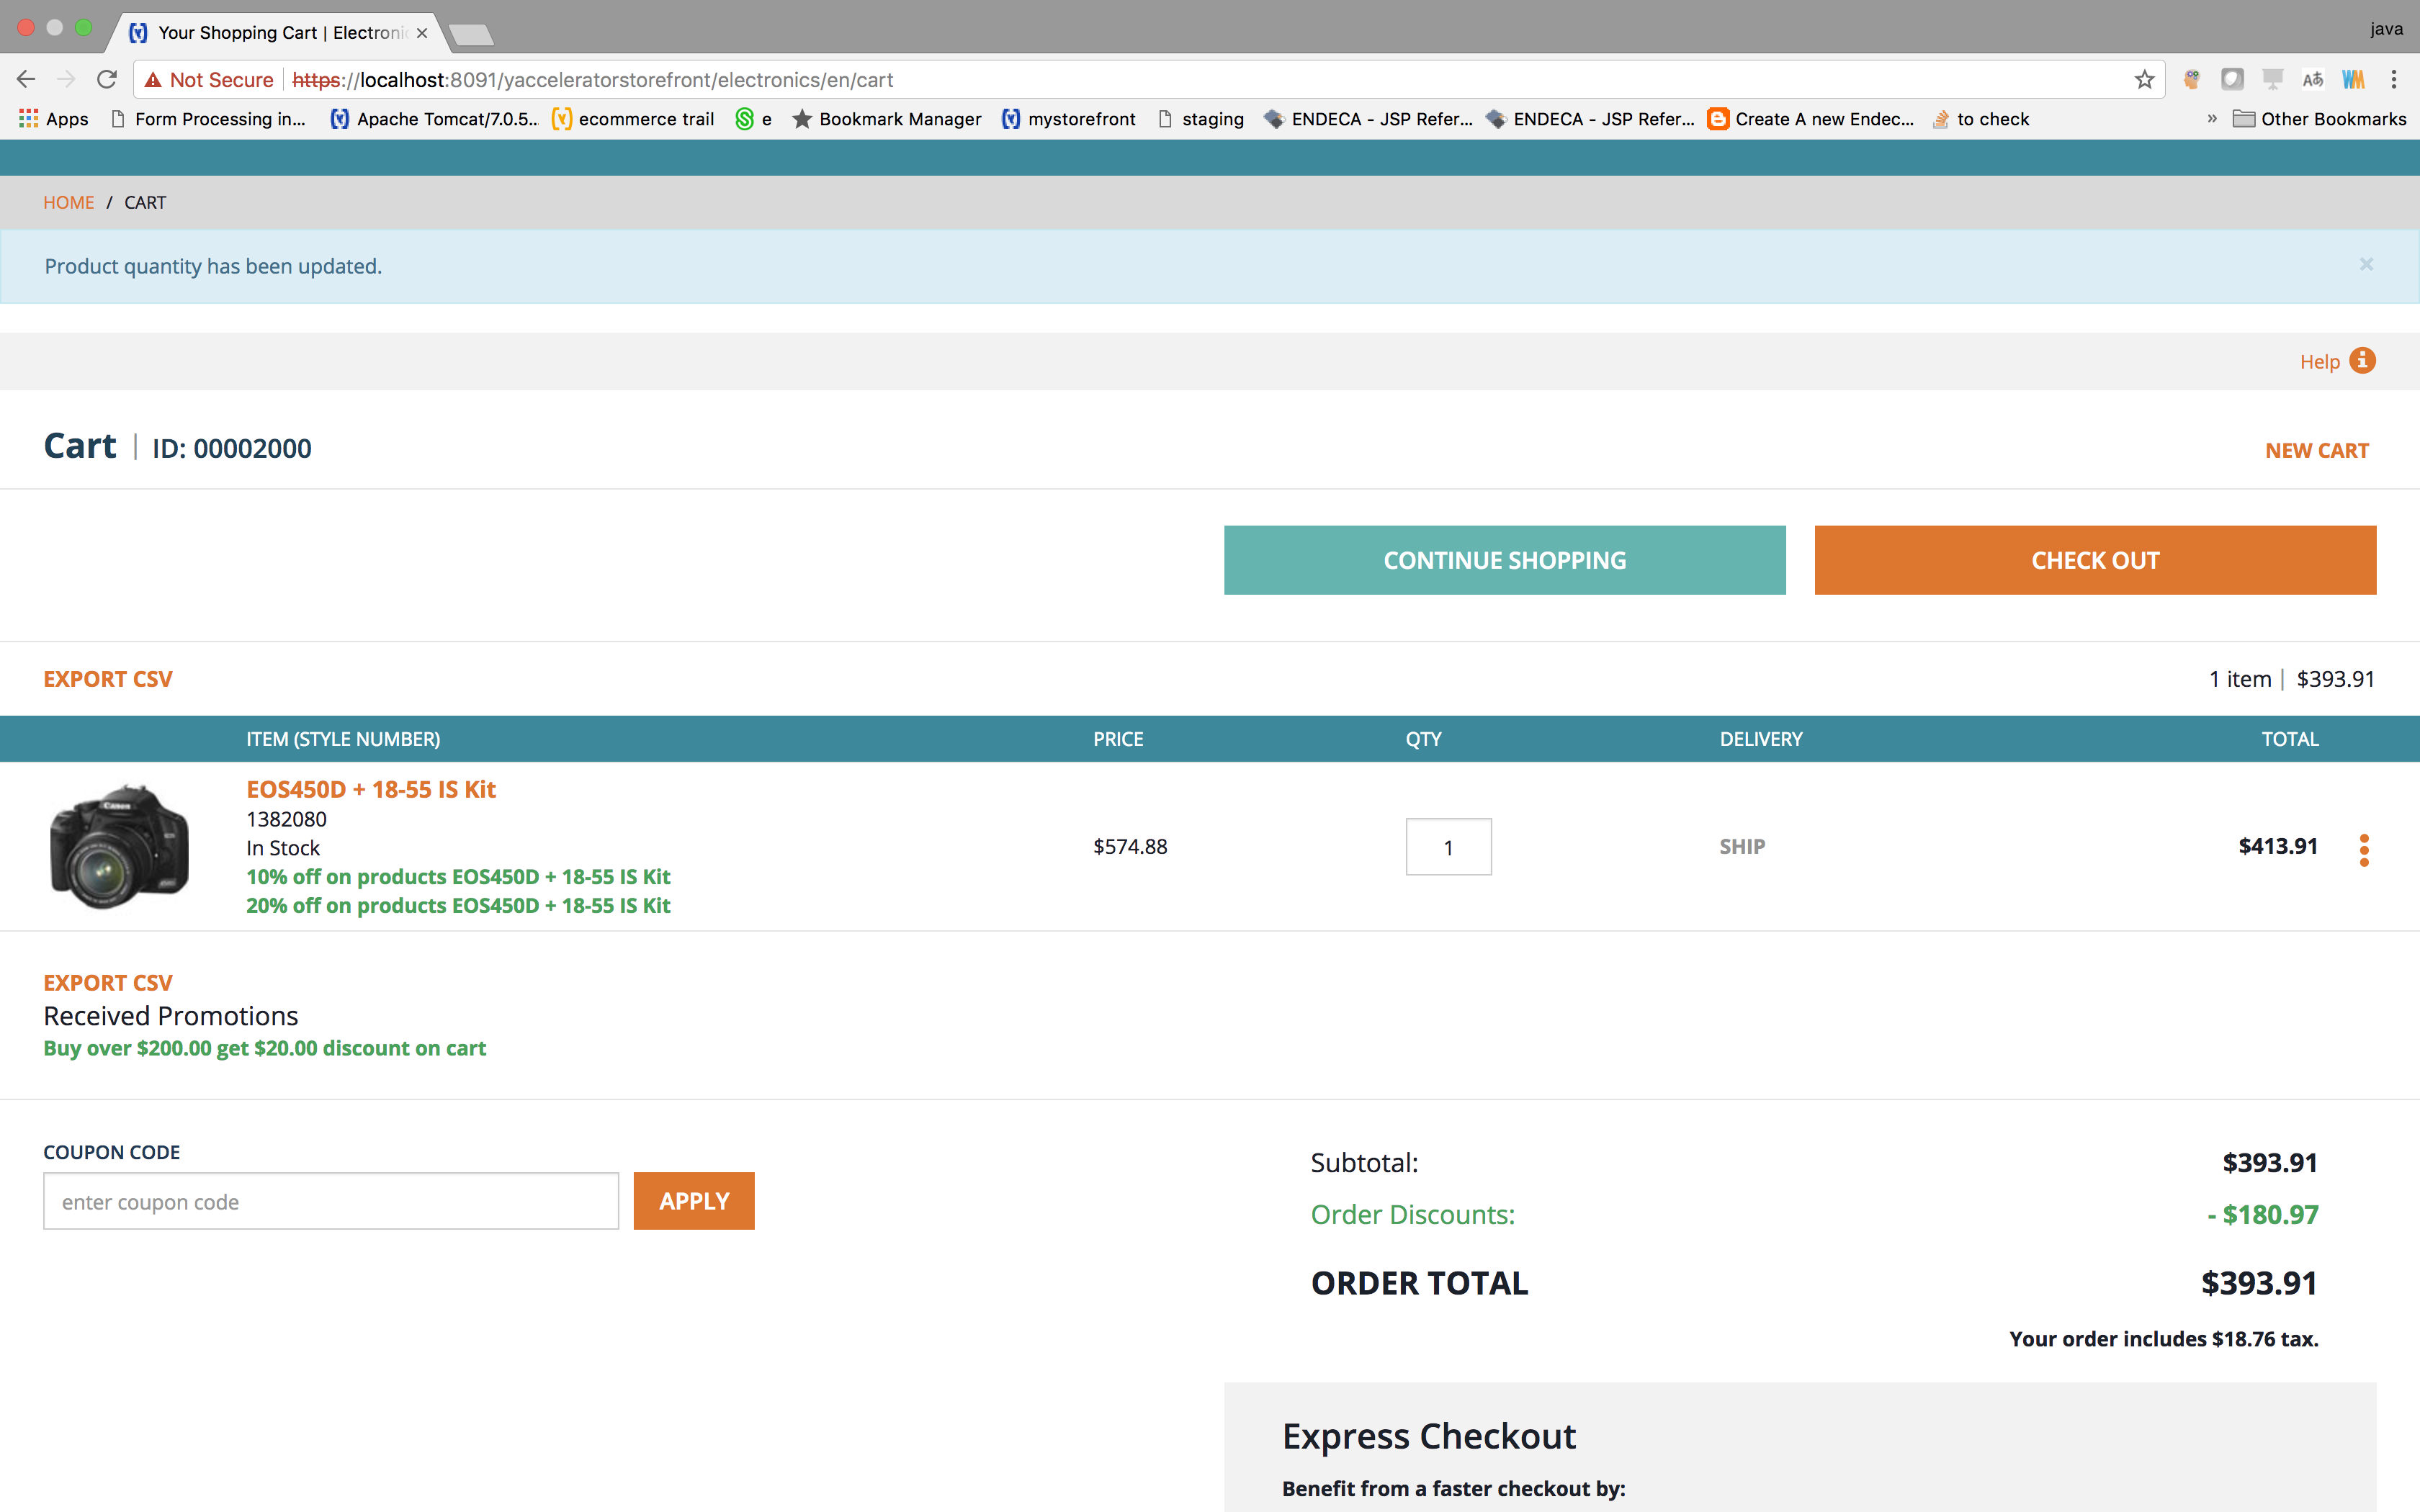 Your Shopping Cart | Electronic
java
Not Secure https://localhost:8091/yacceleratorstorefront/electronics/en/cart
Apps Form Processing in... Apache Tomcat/7.0.5... ecommerce trail e Bookmark Manager mystorefront staging ENDECA - JSP Refer... ENDECA - JSP Refer... Create A new Endec... to check » Other Bookmarks
HOME / CART
Product quantity has been updated. ×
Help
Cart | ID: 00002000
NEW CART
CONTINUE SHOPPING CHECK OUT
EXPORT CSV 1 item | $393.91
ITEM (STYLE NUMBER) PRICE QTY DELIVERY TOTAL
Canon
EOS450D + 18-55 IS Kit
1382080
In Stock
10% off on products EOS450D + 18-55 IS Kit
20% off on products EOS450D + 18-55 IS Kit
$574.88 1 SHIP $413.91
EXPORT CSV
Received Promotions
Buy over $200.00 get $20.00 discount on cart
COUPON CODE
enter coupon code APPLY
Subtotal: $393.91
Order Discounts: - $180.97
ORDER TOTAL $393.91
Your order includes $18.76 tax.
Express Checkout
Benefit from a faster checkout by: